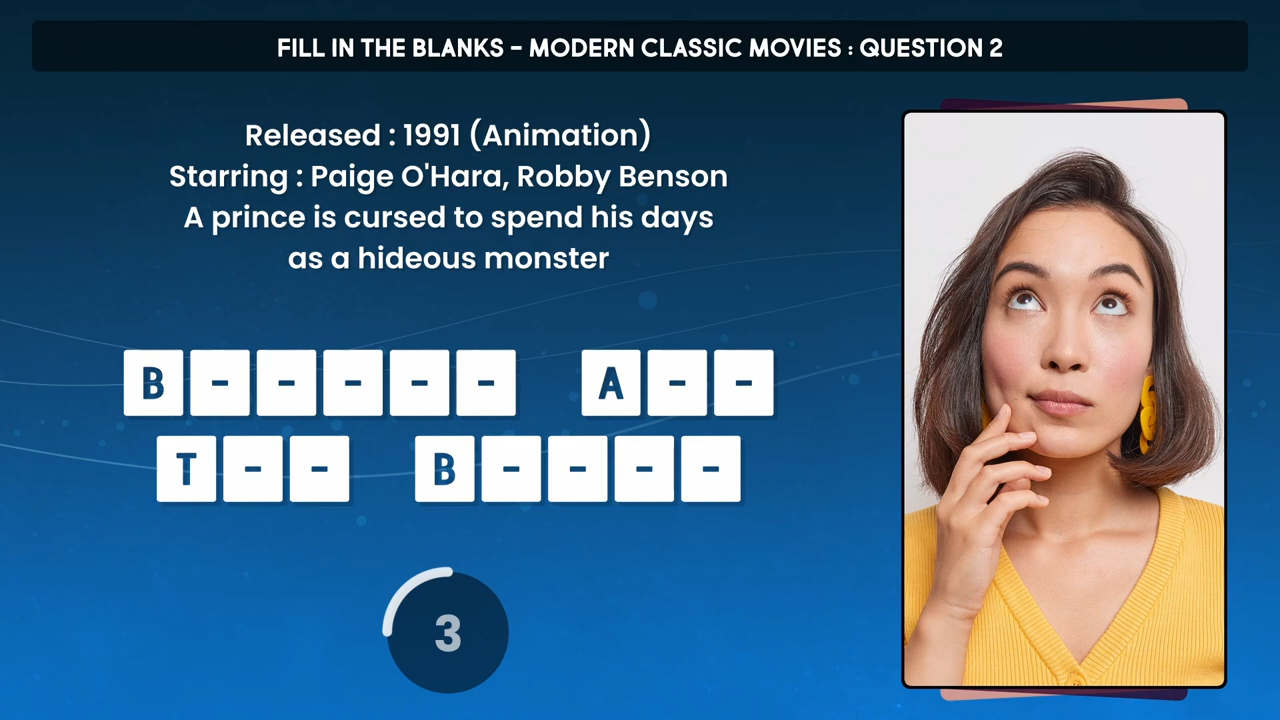 FILL IN THE BLANKS - MODERN CLASSIC MOVIES : QUESTION 2
Released : 1991 (Animation)
Starring : Paige O'Hara, Robby Benson
A prince is cursed to spend his days
as a hideous monster
B----- A--
T-- B----
3